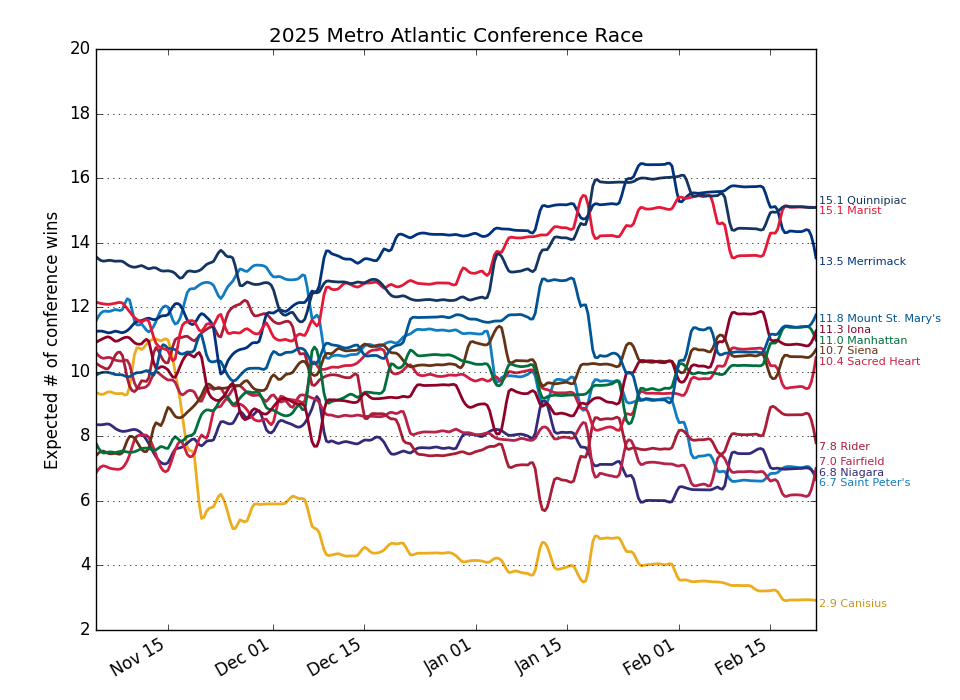 2025 Metro Atlantic Conference Race
Expected # of conference wins
20
18
16
14
12
10
8
6
4
2
Nov 15
Dec 01
Dec 15
Jan 01
Jan 15
Feb 01
Feb 15
15.1 Quinnipiac
15.1 Marist
13.5 Merrimack
11.8 Mount St. Mary's
11.3 Iona
11.0 Manhattan
10.7 Siena
10.4 Sacred Heart
7.8 Rider
7.0 Fairfield
6.8 Niagara
6.7 Saint Peter's
2.9 Canisius